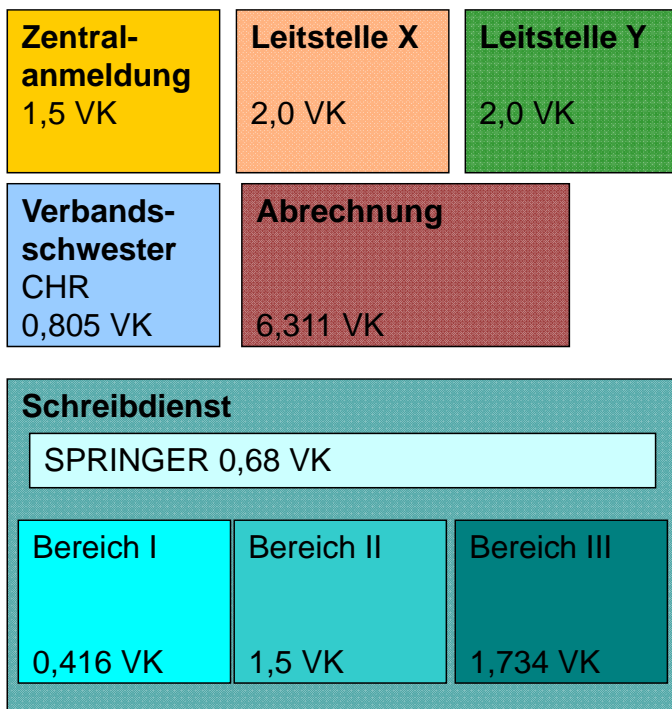 Zentral-
anmeldung
1,5 VK
Leitstelle X
2,0 VK
Leitstelle Y
2,0 VK
Verbands-
schwester
CHR
0,805 VK
Abrechnung
6,311 VK
Schreibdienst
SPRINGER 0,68 VK
Bereich I
0,416 VK
Bereich II
1,5 VK
Bereich III
1,734 VK